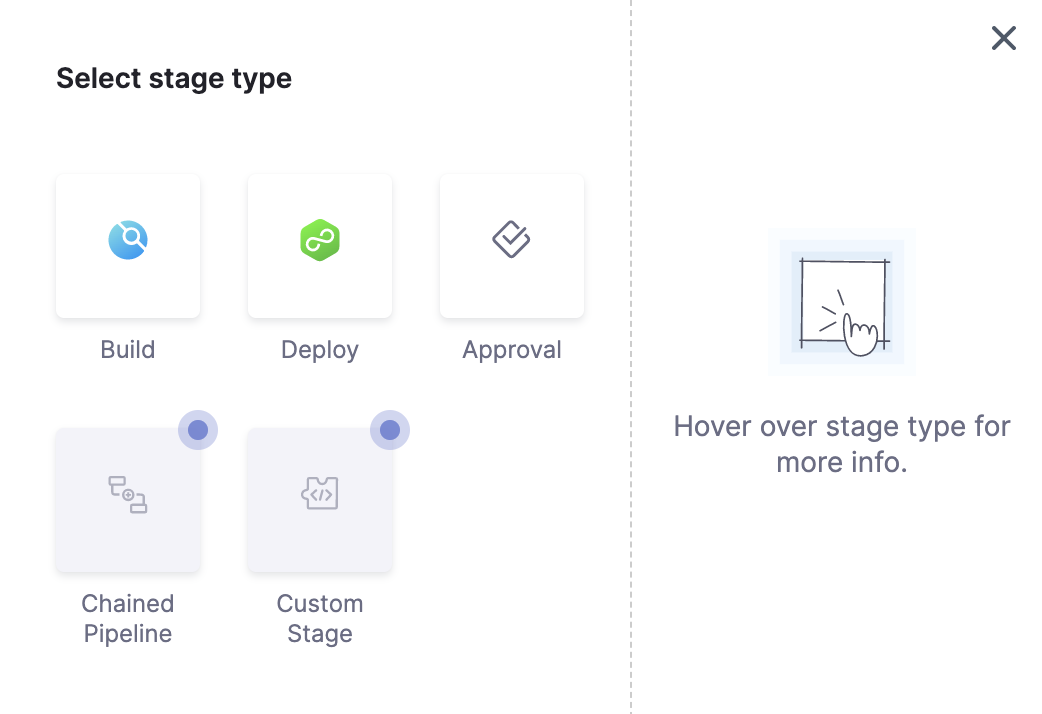 Select stage type
Build
Deploy
Approval
Chained
Pipeline
Custom
Stage
Hover over stage type for
more info.